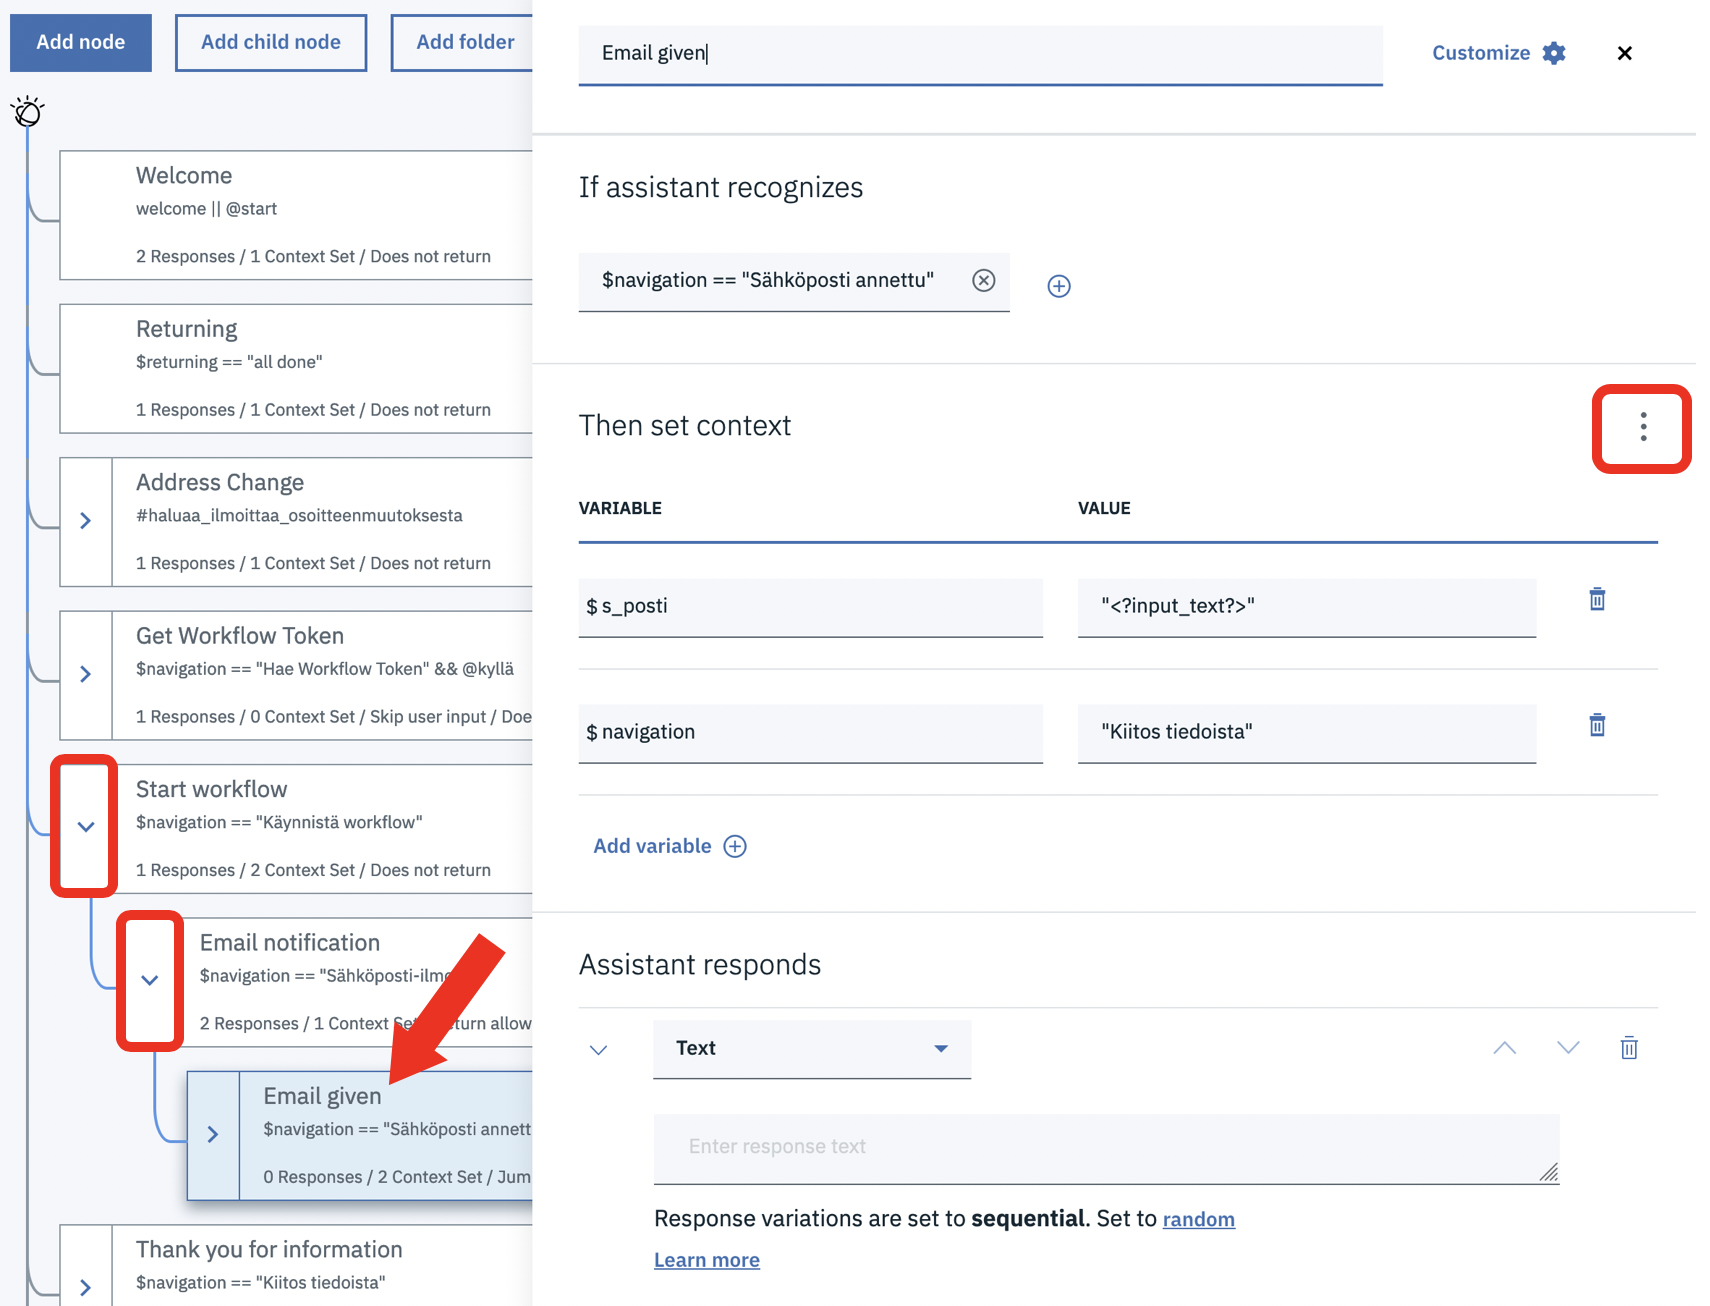 Add node
Add child node
Add folder
Welcome
welcome || @start
2 Responses / 1 Context Set / Does not return
Returning
$returning == "all done"
1 Responses / 1 Context Set / Does not return
Address Change
#haluaa_ilmoittaa_osoitteenmuutoksesta
1 Responses / 1 Context Set / Does not return
Get Workflow Token
$navigation == "Hae Workflow Token" && @kyllä
1 Responses / 0 Context Set / Skip user input / Doe
Start workflow
$navigation == "Käynnistä workflow"
1 Responses / 2 Context Set / Does not return
Email notification
$navigation == "Sähköposti-ilmo
2 Responses / 1 Context Set turn allow
Email given
$navigation == "Sähköposti annett
0 Responses / 2 Context Set / Jum
Thank you for information
$navigation == "Kiitos tiedoista"
Email given
Customize
If assistant recognizes
$navigation == "Sähköposti annettu"
Then set context
VARIABLE VALUE
$ s_posti "<?input_text?>"
$ navigation "Kiitos tiedoista"
Add variable
Assistant responds
Text
Enter response text
Response variations are set to sequential. Set to random
Learn more